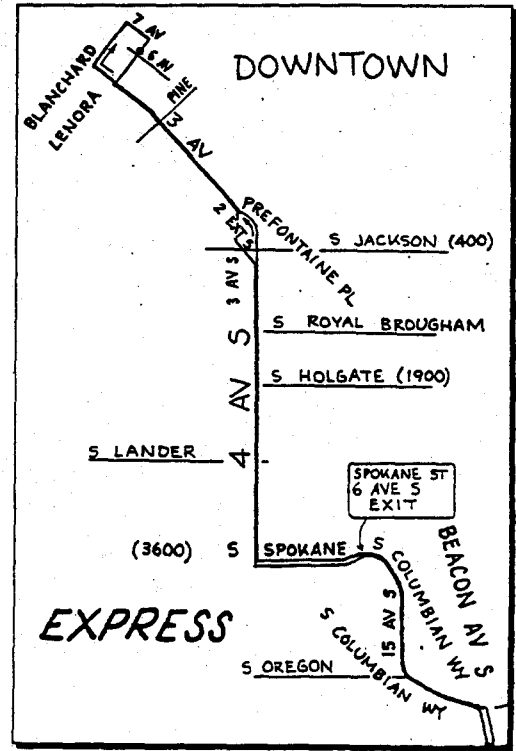 7 AV
6 AV
DOWNTOWN
BLANCHARD
LENORA
PINE
3 AV
PREFONTAINE PL
2 EXT S
S JACKSON (400)
3 AV S
S ROYAL BROUGHAM
S HOLGATE (1900)
4 AV S
S LANDER
SPOKANE ST
6 AVE S
EXIT
(3600) S SPOKANE
S COLUMBIAN WY
BEACON AV S
EXPRESS
15 AV S
S COLUMBIAN WY
S OREGON